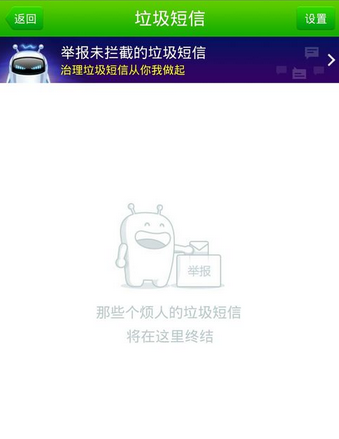 返回
垃圾短信
设置
举报未拦截的垃圾短信
治理垃圾短信从你我做起
举报
那些个烦人的垃圾短信
将在这里终结